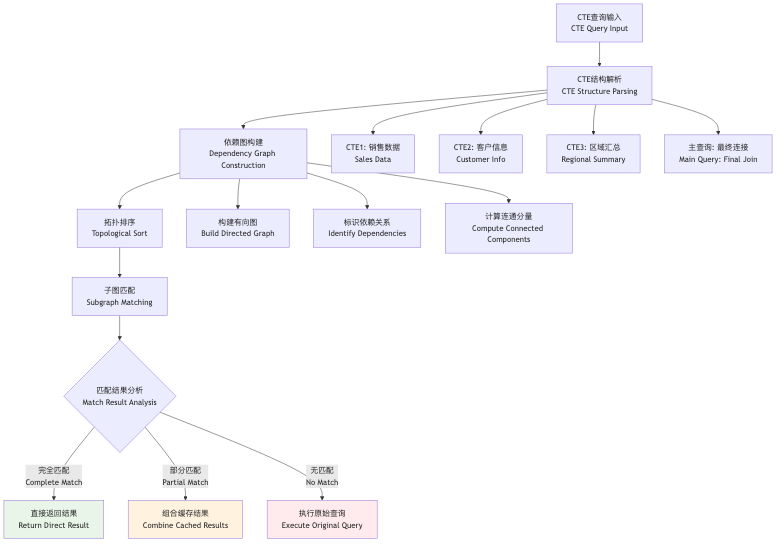 CTE查询输入
CTE Query Input
CTE结构解析
CTE Structure Parsing
依赖图构建
Dependency Graph
Construction
CTE1: 销售数据
Sales Data
CTE2: 客户信息
Customer Info
CTE3: 区域汇总
Regional Summary
主查询: 最终连接
Main Query: Final Join
拓扑排序
Topological Sort
构建有向图
Build Directed Graph
标识依赖关系
Identify Dependencies
计算连通分量
Compute Connected
Components
子图匹配
Subgraph Matching
匹配结果分析
Match Result Analysis
完全匹配
Complete Match
部分匹配
Partial Match
无匹配
No Match
直接返回结果
Return Direct Result
组合缓存结果
Combine Cached Results
执行原始查询
Execute Original Query